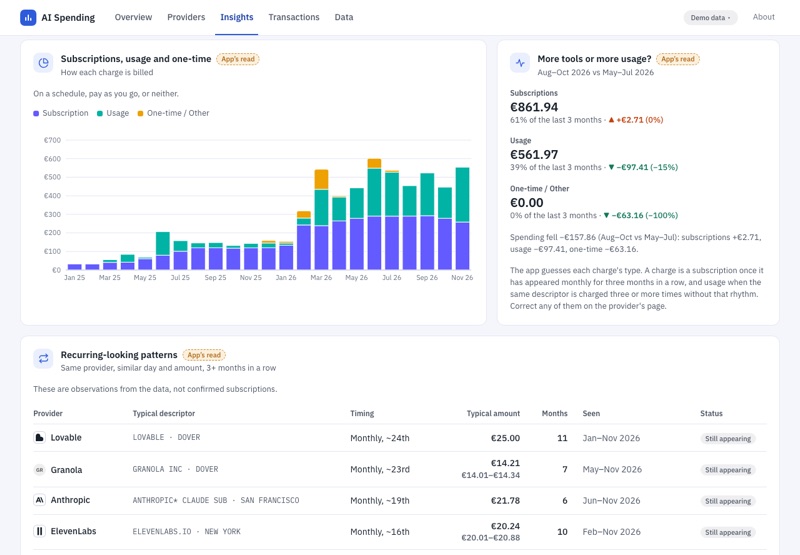 AI Spending
Overview
Providers
Insights
Transactions
Data
Demo data
About
Subscriptions, usage and one-time
App's read
How each charge is billed
On a schedule, pay as you go, or neither.
Subscription
Usage
One-time / Other
€700
€600
€500
€400
€300
€200
€100
€0
Jan 25
Mar 25
May 25
Jul 25
Sep 25
Nov 25
Jan 26
Mar 26
May 26
Jul 26
Sep 26
Nov 26
More tools or more usage?
App's read
Aug–Oct 2026 vs May–Jul 2026
Subscriptions
€861.94
61% of the last 3 months · ▲ +€2.71 (0%)
Usage
€561.97
39% of the last 3 months · ▼ −€97.41 (−15%)
One-time / Other
€0.00
0% of the last 3 months · ▼ −€63.16 (−100%)
Spending fell −€157.86 (Aug–Oct vs May–Jul): subscriptions +€2.71,
usage −€97.41, one-time −€63.16.
The app guesses each charge's type. A charge is a subscription once it
has appeared monthly for three months in a row, and usage when the
same descriptor is charged three or more times without that rhythm.
Correct any of them on the provider's page.
Recurring-looking patterns
App's read
Same provider, similar day and amount, 3+ months in a row
These are observations from the data, not confirmed subscriptions.
Provider Typical descriptor Timing Typical amount Months Seen Status
Lovable LOVABLE · DOVER Monthly, ~24th €25.00 11 Jan–Nov 2026 Still appearing
GR Granola GRANOLA INC · DOVER Monthly, ~23rd €14.21 7 May–Nov 2026 Still appearing
€14.01–€14.34
Anthropic ANTHROPIC* CLAUDE SUB · SAN FRANCISCO Monthly, ~19th €21.78 6 Jun–Nov 2026 Still appearing
ElevenLabs ELEVENLABS.IO · NEW YORK Monthly, ~16th €20.24 10 Feb–Nov 2026 Still appearing
€20.01–€20.88